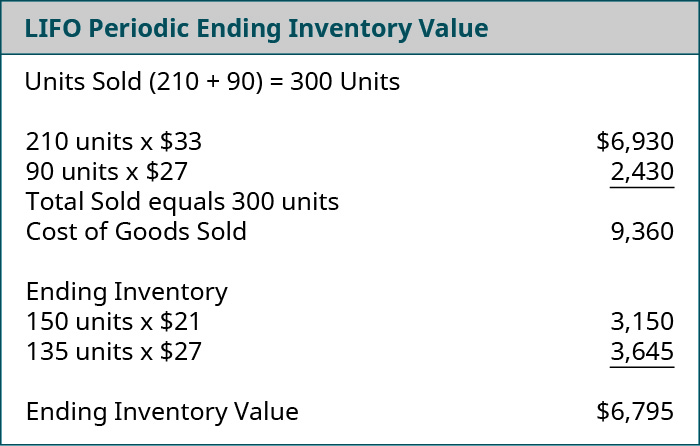 LIFO Periodic Ending Inventory Value
Units Sold (210 + 90) = 300 Units
210 units x $33 $6,930
90 units x $27 2,430
Total Sold equals 300 units
Cost of Goods Sold 9,360
Ending Inventory
150 units x $21 3,150
135 units x $27 3,645
Ending Inventory Value $6,795